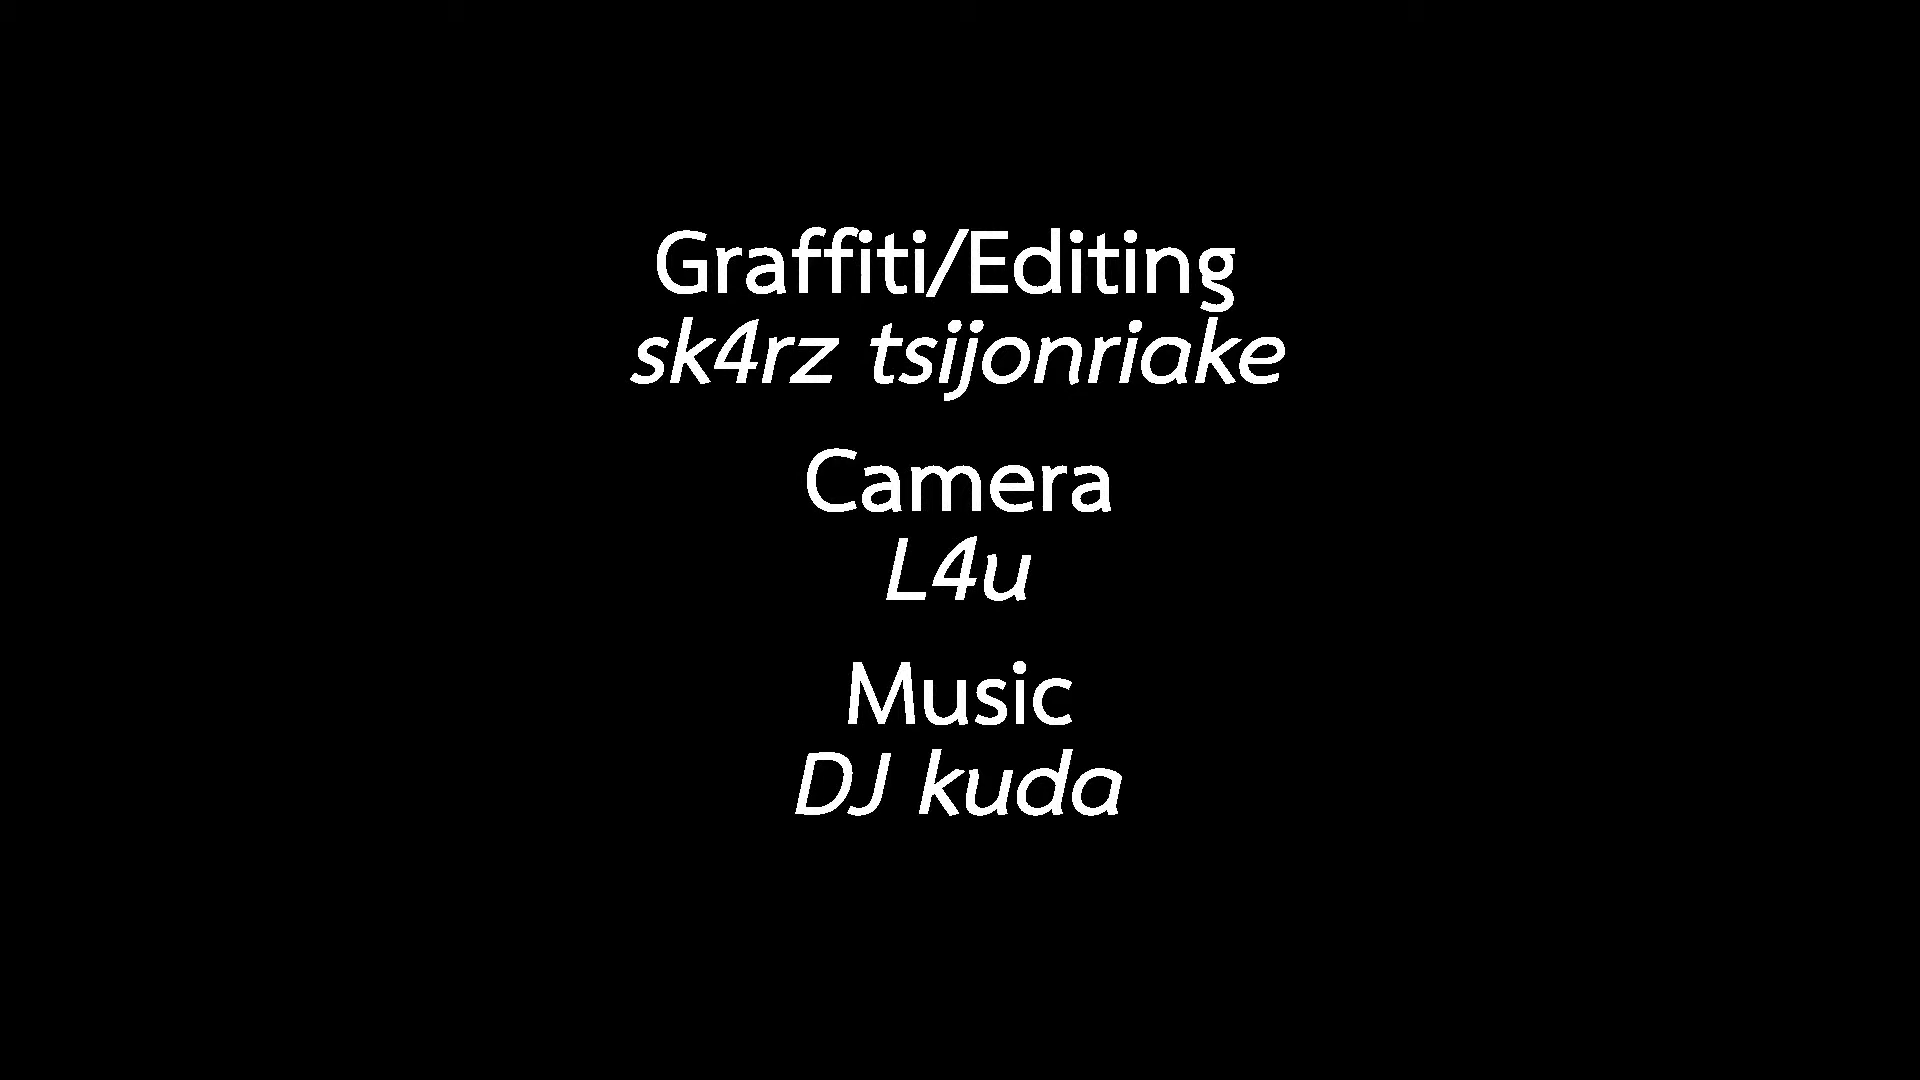 Graffiti/Editing
sk4rz tsijonriake
Camera
L4u
Music
DJ kuda